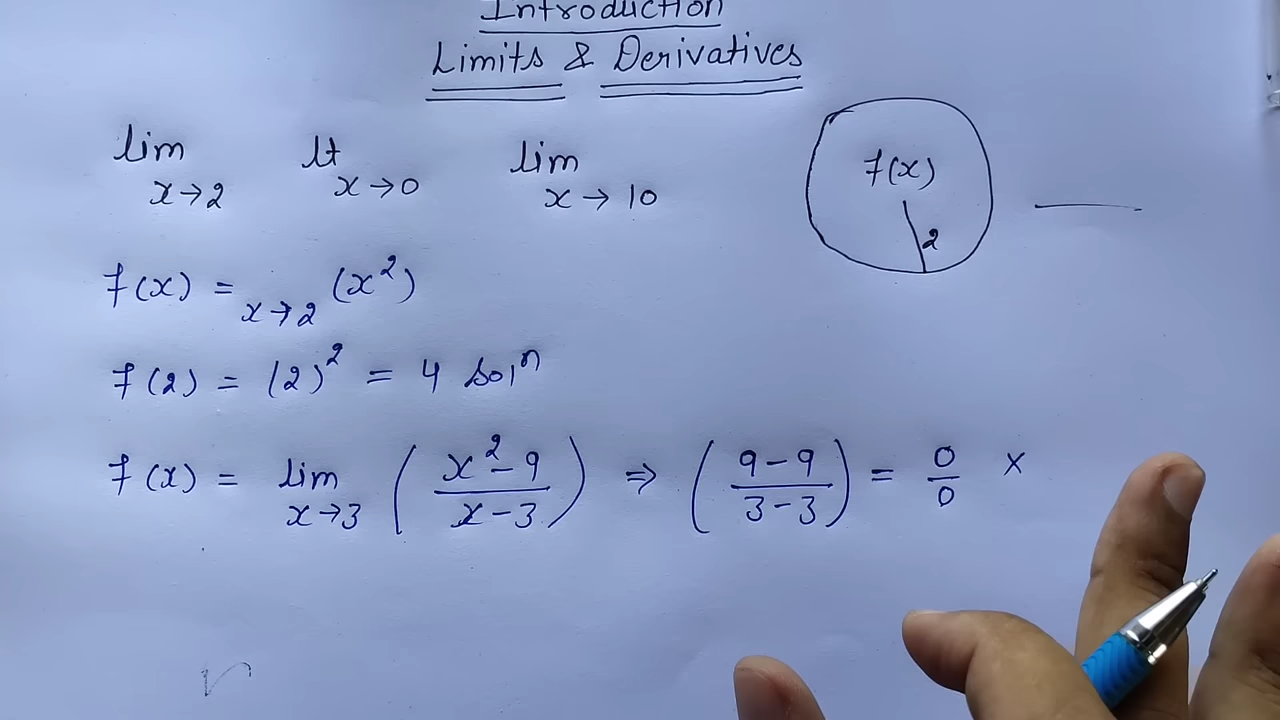 Introduction
Limits & Derivatives
lim x→2 lt x→0 lim x→10
f(x)
2
f(x) = x→2 (x²)
f(2) = (2)² = 4 solⁿ
f(x) = lim x→3 (x²-9 / x-3) ⇒ (9-9 / 3-3) = 0/0 ×